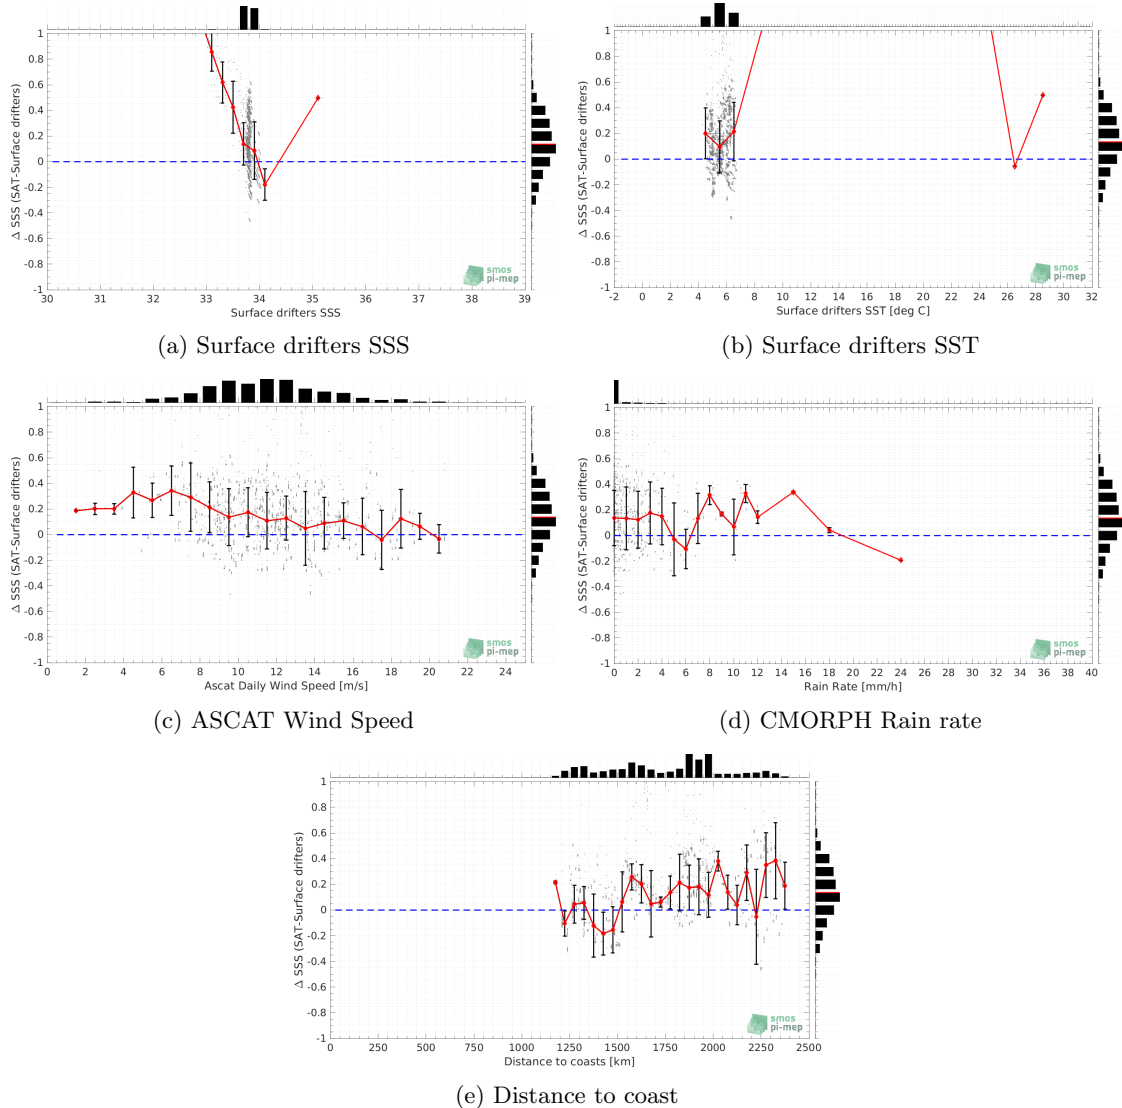 1
0.8
0.6
0.4
0.2
0
-0.2
-0.4
-0.6
-0.8
-1
Δ SSS (SAT-Surface drifters)
30 31 32 33 34 35 36 37 38 39
Surface drifters SSS
smos
pi-mep
(a) Surface drifters SSS
1
0.8
0.6
0.4
0.2
0
-0.2
-0.4
-0.6
-0.8
-1
Δ SSS (SAT-Surface drifters)
-2 0 2 4 6 8 10 12 14 16 18 20 22 24 26 28 30 32
Surface drifters SST [deg C]
smos
pi-mep
(b) Surface drifters SST
1
0.8
0.6
0.4
0.2
0
-0.2
-0.4
-0.6
-0.8
-1
Δ SSS (SAT-Surface drifters)
0 2 4 6 8 10 12 14 16 18 20 22 24
Ascat Daily Wind Speed [m/s]
smos
pi-mep
(c) ASCAT Wind Speed
1
0.8
0.6
0.4
0.2
0
-0.2
-0.4
-0.6
-0.8
-1
Δ SSS (SAT-Surface drifters)
0 2 4 6 8 10 12 14 16 18 20 22 24 26 28 30 32 34 36 38 40
Rain Rate [mm/h]
smos
pi-mep
(d) CMORPH Rain rate
1
0.8
0.6
0.4
0.2
0
-0.2
-0.4
-0.6
-0.8
-1
Δ SSS (SAT-Surface drifters)
0 250 500 750 1000 1250 1500 1750 2000 2250 2500
Distance to coasts [km]
smos
pi-mep
(e) Distance to coast